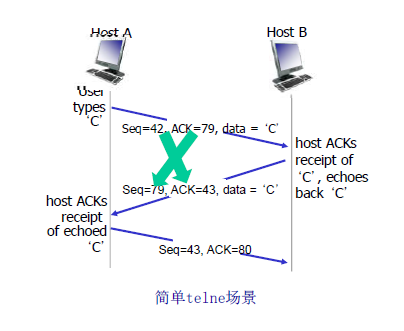 Host A
Host B
User
types
‘C’
Seq=42, ACK=79, data = ‘C’
host ACKs
receipt of
‘C’, echoes
back ‘C’
Seq=79, ACK=43, data = ‘C’
host ACKs
receipt
of echoed
‘C’
Seq=43, ACK=80
简单telne场景